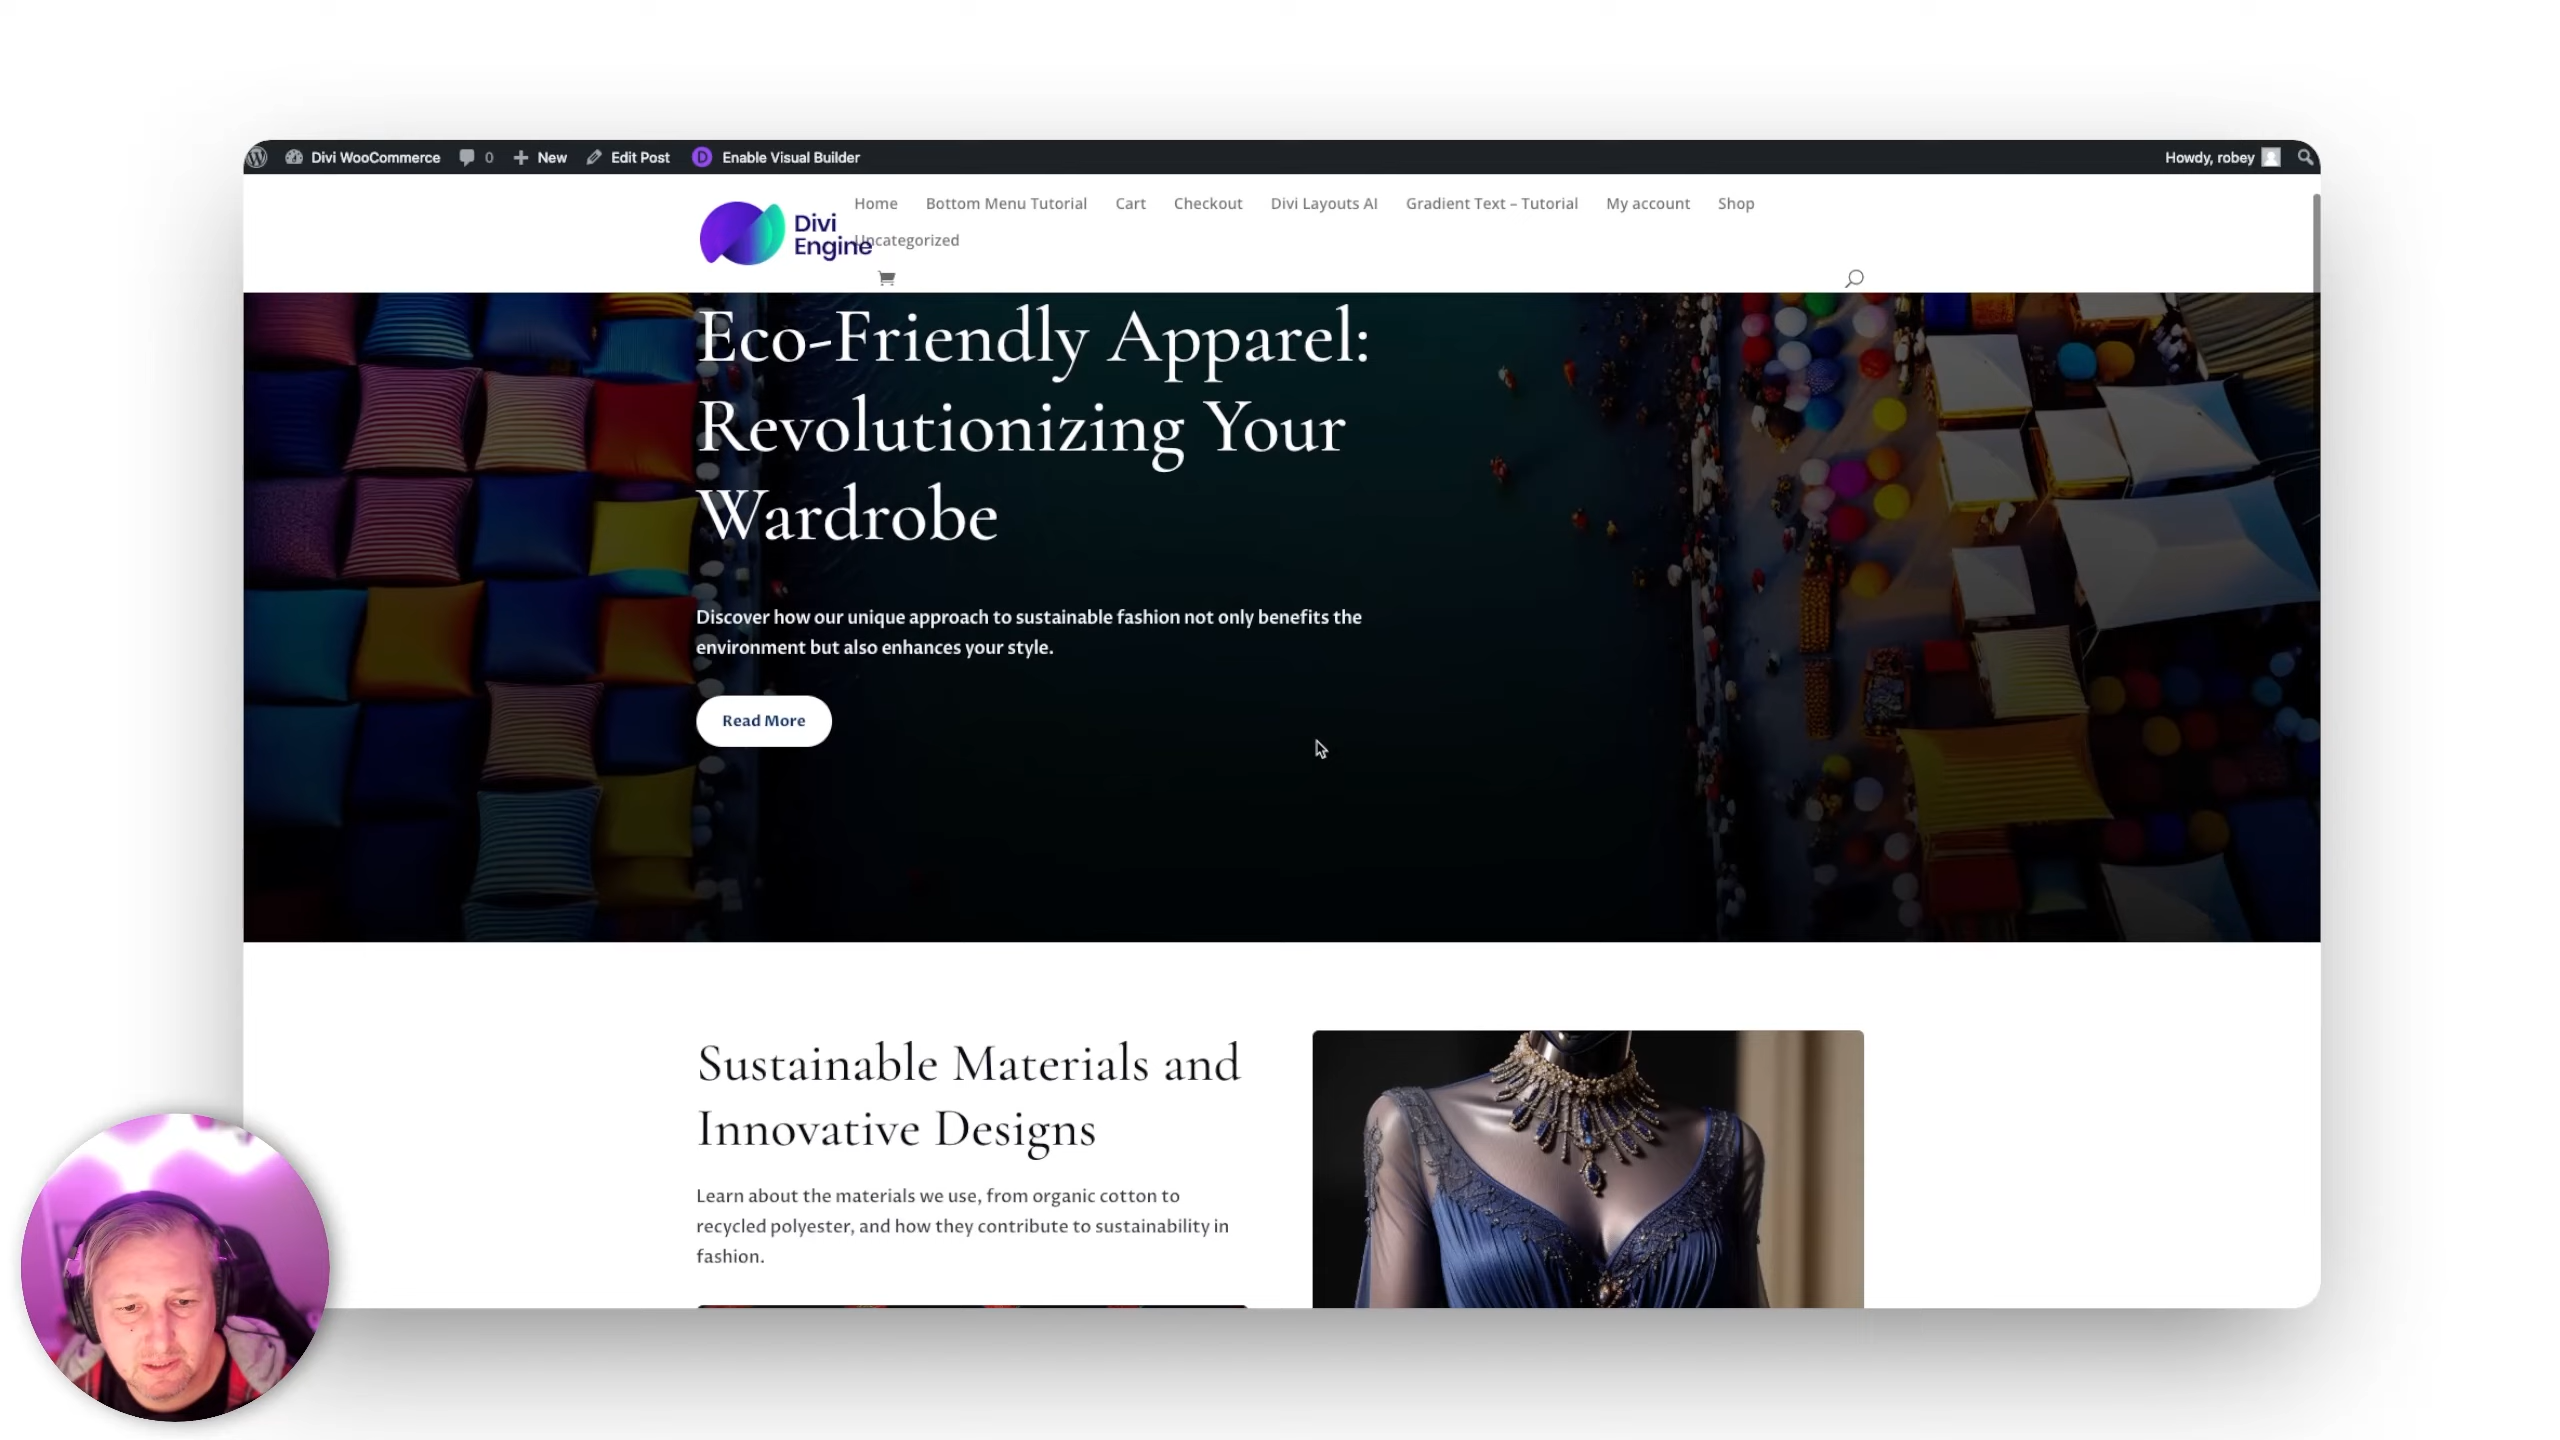 Divi WooCommerce 0 New Edit Post Enable Visual Builder Howdy, robey
Home Bottom Menu Tutorial Cart Checkout Divi Layouts AI Gradient Text – Tutorial My account Shop
Divi
Engine
Uncategorized
Eco-Friendly Apparel:
Revolutionizing Your
Wardrobe
Discover how our unique approach to sustainable fashion not only benefits the
environment but also enhances your style.
Read More
Sustainable Materials and
Innovative Designs
Learn about the materials we use, from organic cotton to
recycled polyester, and how they contribute to sustainability in
fashion.